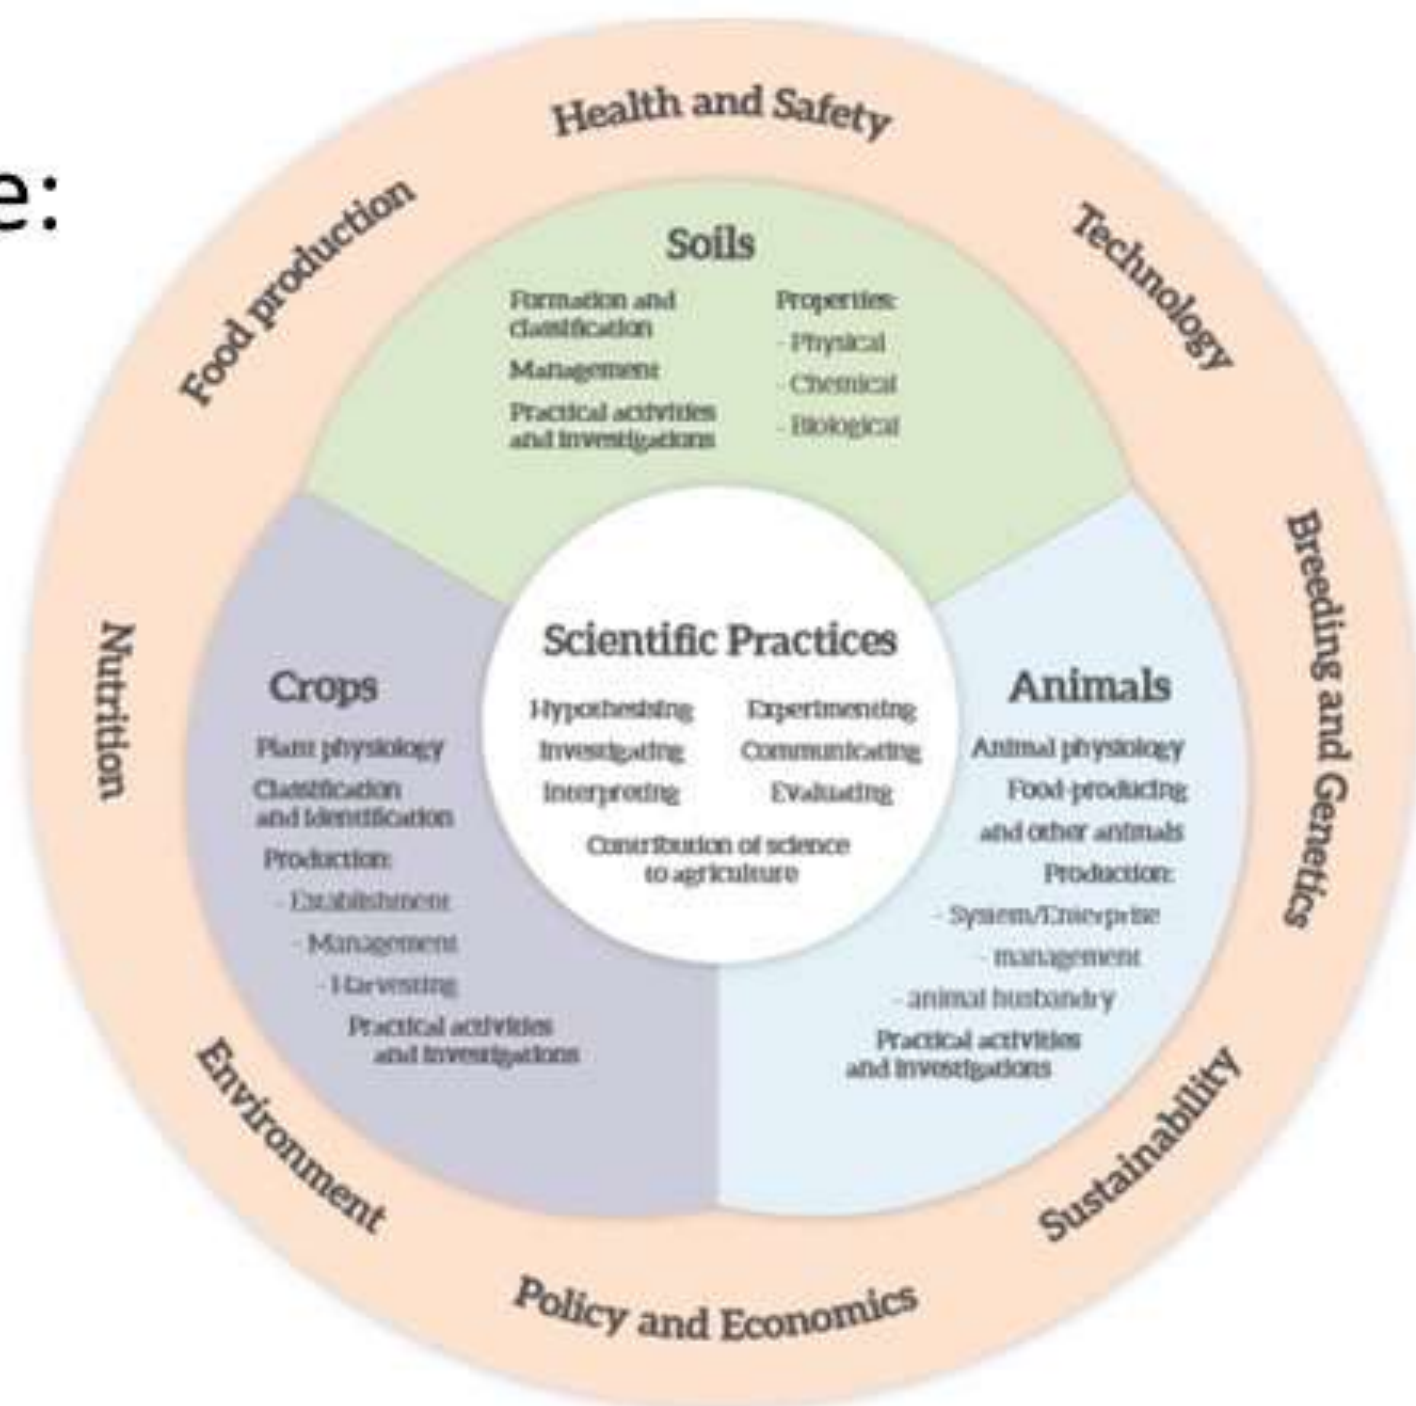 e:
Health and Safety
Food production
Technology
Nutrition
Breeding and Genetics
Environment
Sustainability
Policy and Economics
Soils
Formation and
classification
Management
Practical activities
and investigations
Properties:
- Physical
- Chemical
- Biological
Scientific Practices
Hypothesising
Investigating
Interpreting
Experimenting
Communicating
Evaluating
Contribution of science
to agriculture
Crops
Plant physiology
Classification
and identification
Production:
- Establishment
- Management
- Harvesting
Practical activities
and investigations
Animals
Animal physiology
Food-producing
and other animals
Production:
- System/Enterprise
- management
- animal husbandry
Practical activities
and investigations